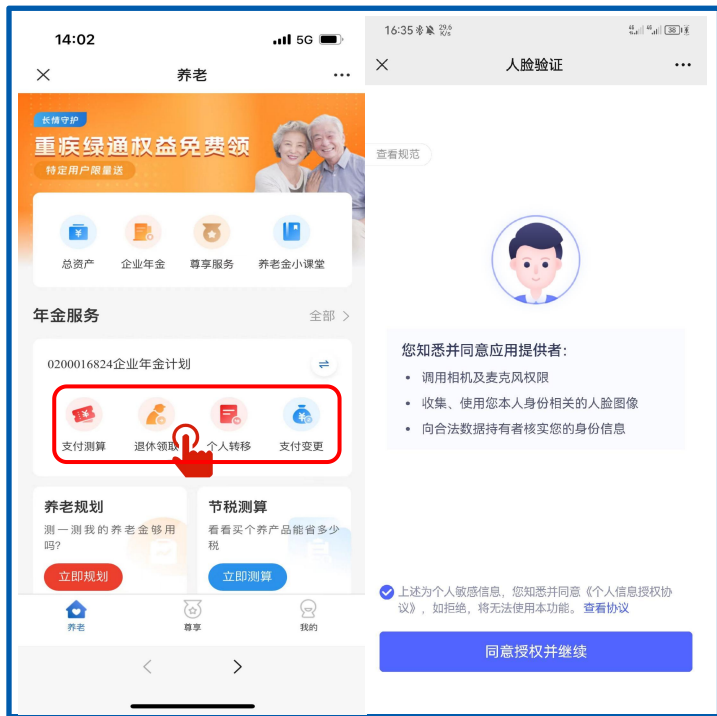 14:02
5G
养老
长情守护
重疾绿通权益免费领
特定用户限量送
总资产
企业年金
尊享服务
养老金小课堂
年金服务
全部
0200016824企业年金计划
支付测算
退休领取
个人转移
支付变更
养老规划
测一测我的养老金够用
吗?
立即规划
节税测算
看看买个养产品能省多少
税
立即测算
养老
尊享
我的
16:35
29.6
K/s
38
人脸验证
查看规范
您知悉并同意应用提供者:
• 调用相机及麦克风权限
• 收集、使用您本人身份相关的人脸图像
• 向合法数据持有者核实您的身份信息
上述为个人敏感信息，您知悉并同意《个人信息授权协
议》，如拒绝，将无法使用本功能。查看协议
同意授权并继续